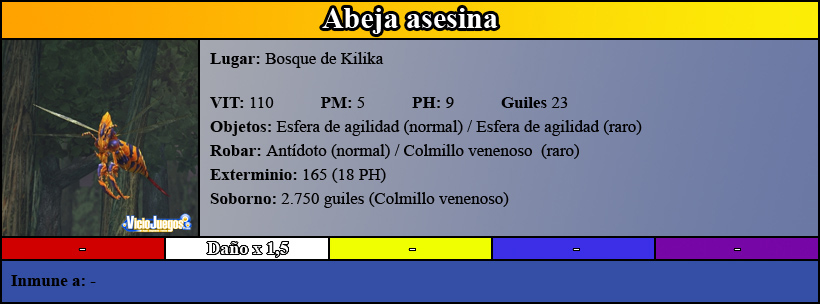 Abeja asesina
Lugar: Bosque de Kilika
VIT: 110 PM: 5 PH: 9 Guiles 23
Objetos: Esfera de agilidad (normal) / Esfera de agilidad (raro)
Robar: Antídoto (normal) / Colmillo venenoso (raro)
Exterminio: 165 (18 PH)
Soborno: 2.750 guiles (Colmillo venenoso)
VicioJuegos
- Daño x 1,5 - - -
Inmune a: -